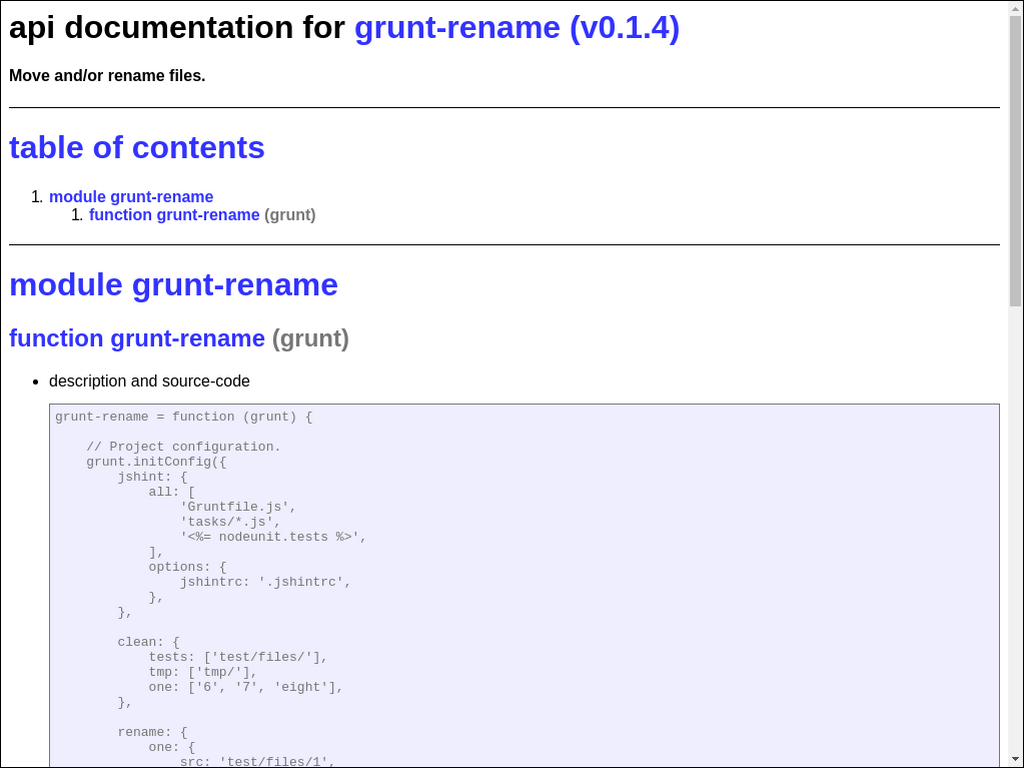 api documentation for grunt-rename (v0.1.4)
Move and/or rename files.
table of contents
1. module grunt-rename
1. function grunt-rename (grunt)
module grunt-rename
function grunt-rename (grunt)
• description and source-code
grunt-rename = function (grunt) {
// Project configuration.
grunt.initConfig({
jshint: {
all: [
'Gruntfile.js',
'tasks/*.js',
'<%= nodeunit.tests %>',
],
options: {
jshintrc: '.jshintrc',
},
},
clean: {
tests: ['test/files/'],
tmp: ['tmp/'],
one: ['6', '7', 'eight'],
},
rename: {
one: {
src: 'test/files/1',